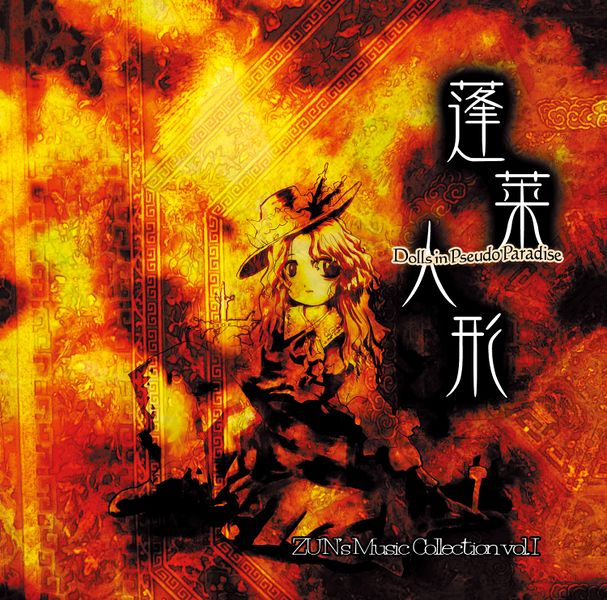 蓬莱人形
Dolls in Pseudo Paradise
ZUN's Music Collection vol.1